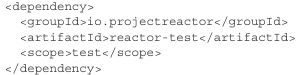 <dependency>
  <groupId>io.projectreactor</groupId>
  <artifactId>reactor-test</artifactId>
  <scope>test</scope>
</dependency>